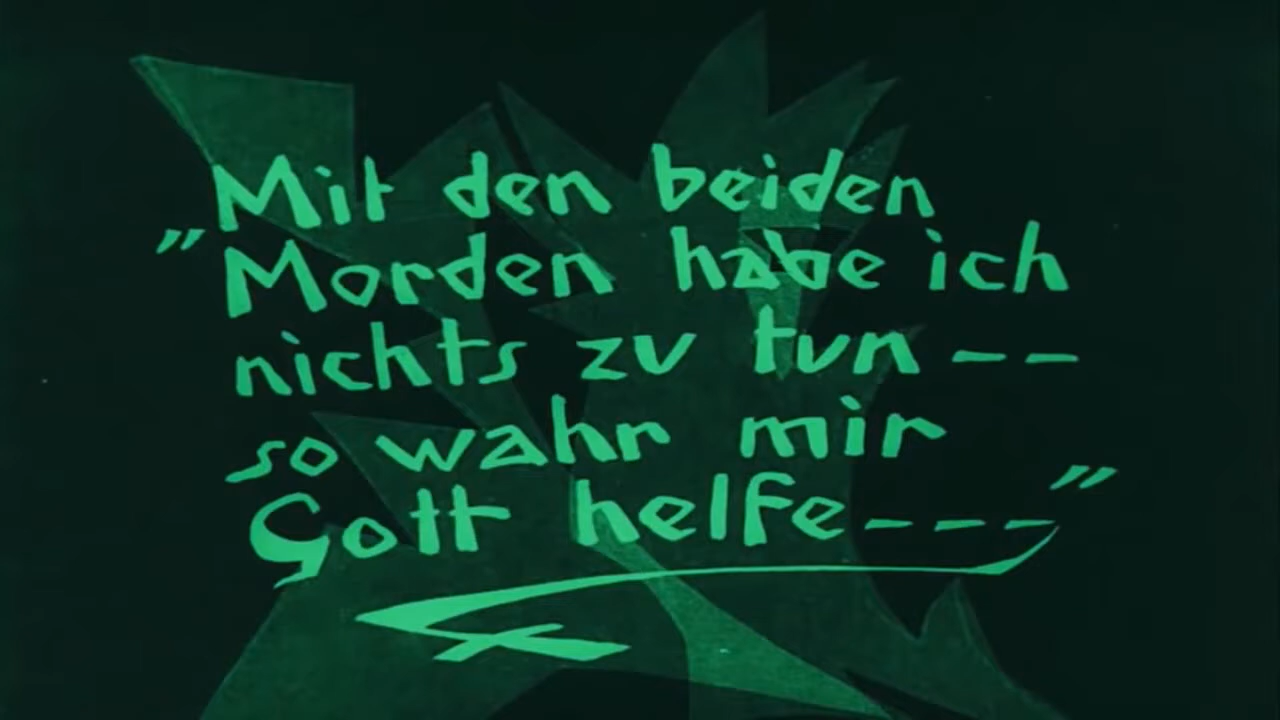 Mit den beiden
"Morden habe ich
nichts zu tun --
so wahr mir
Gott helfe---"